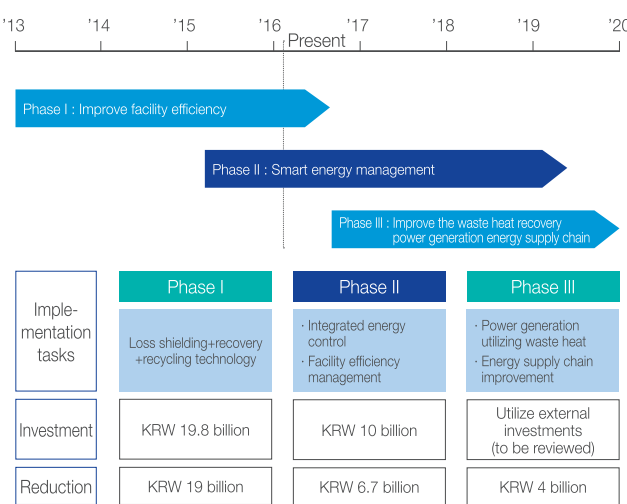 ’13 ’14 ’15 ’16 ’17 ’18 ’19 ’20
Present
Phase I : Improve facility efficiency
Phase II : Smart energy management
Phase III : Improve the waste heat recovery
power generation energy supply chain
Imple-
mentation
tasks
Phase I
Loss shielding+recovery
+recycling technology
Phase II
· Integrated energy
control
· Facility efficiency
management
Phase III
· Power generation
utilizing waste heat
· Energy supply chain
improvement
Investment
KRW 19.8 billion
KRW 10 billion
Utilize external
investments
(to be reviewed)
Reduction
KRW 19 billion
KRW 6.7 billion
KRW 4 billion